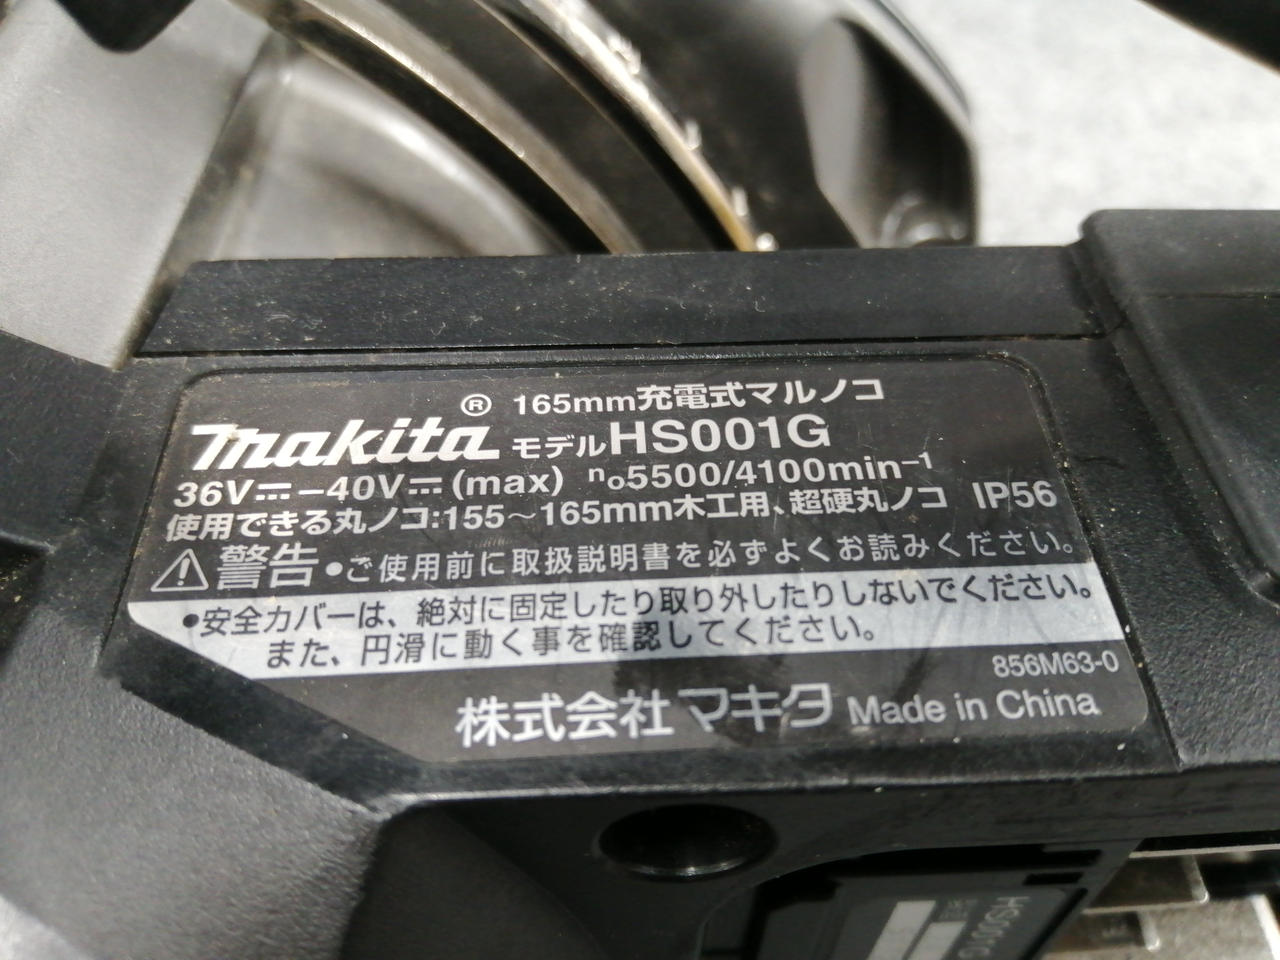 ® 165mm充電式マルノコ
makita モデルHS001G
36V⎓–40V⎓(max) no5500/4100min–1
使用できる丸ノコ:155~165mm木工用、超硬丸ノコ IP56
⚠警告 •ご使用前に取扱説明書を必ずよくお読みください。
•安全カバーは、絶対に固定したり取り外したりしないでください。
また、円滑に動く事を確認してください。
856M63-0
株式会社マキタ Made in China
HS001G